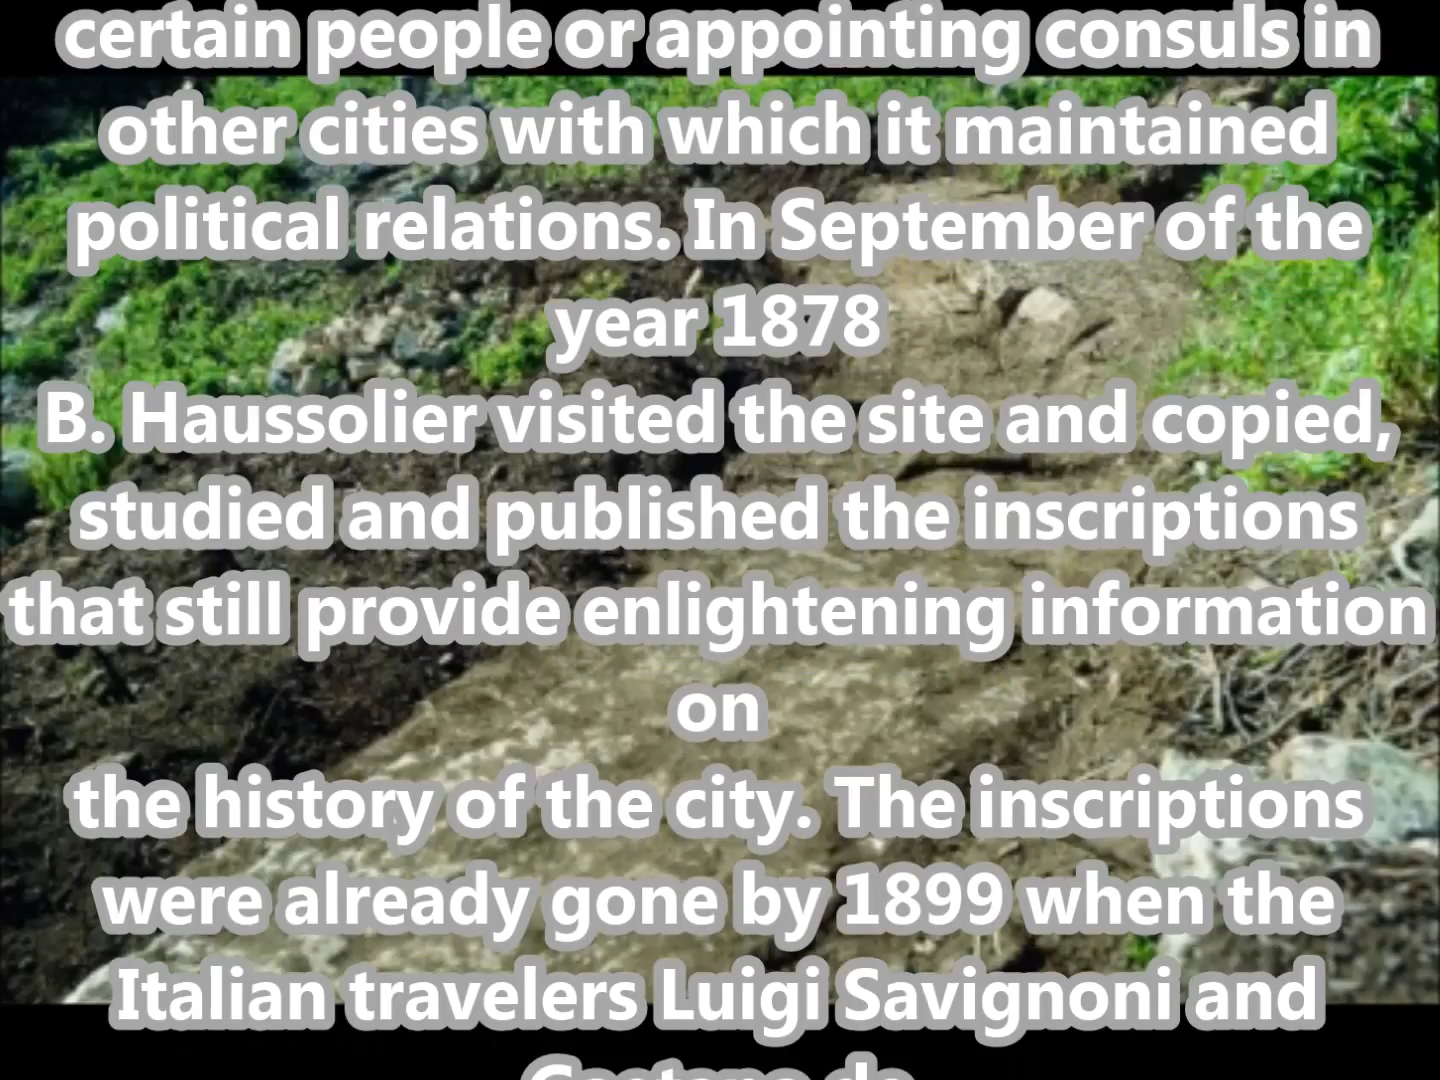 certain people or appointing consuls in
other cities with which it maintained
political relations. In September of the
year 1878
B. Haussolier visited the site and copied,
studied and published the inscriptions
that still provide enlightening information
on
the history of the city. The inscriptions
were already gone by 1899 when the
Italian travelers Luigi Savignoni and